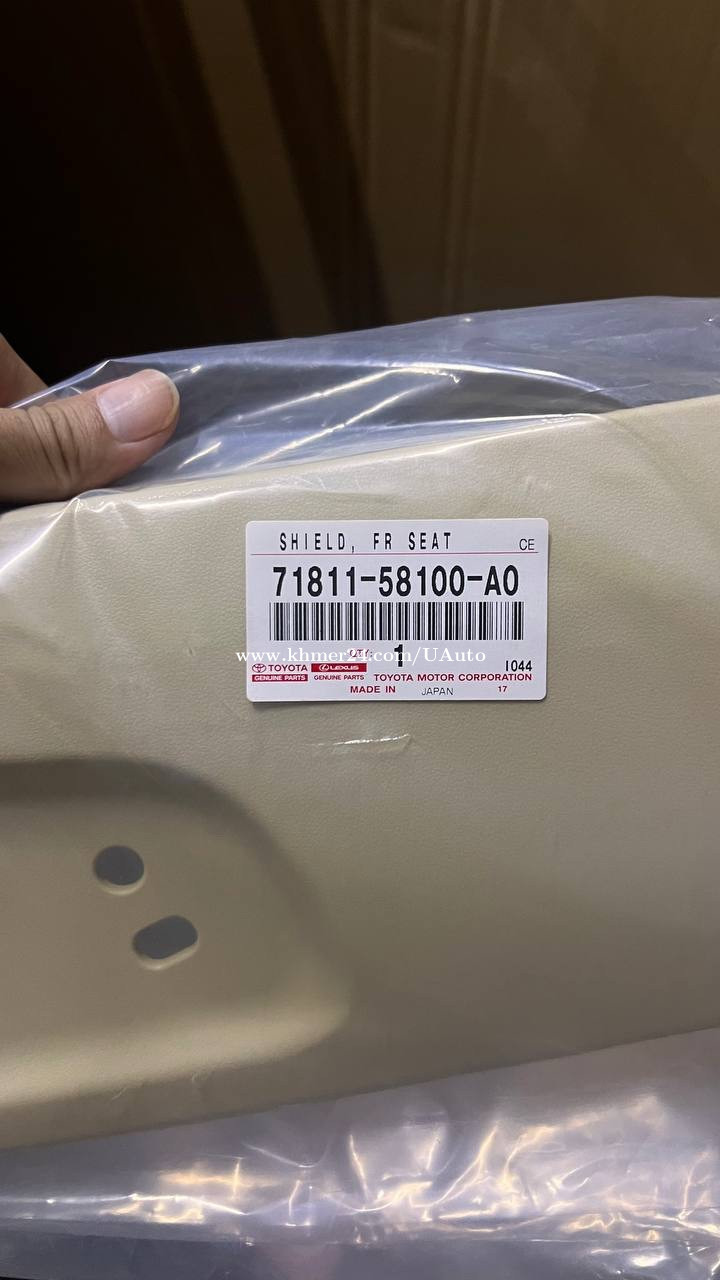 SHIELD, FR SEAT CE
71811-58100-A0
QTY: 1
www.khmer24.com/UAuto
1044
TOYOTA LEXUS
GENUINE PARTS GENUINE PARTS TOYOTA MOTOR CORPORATION
MADE IN JAPAN 17